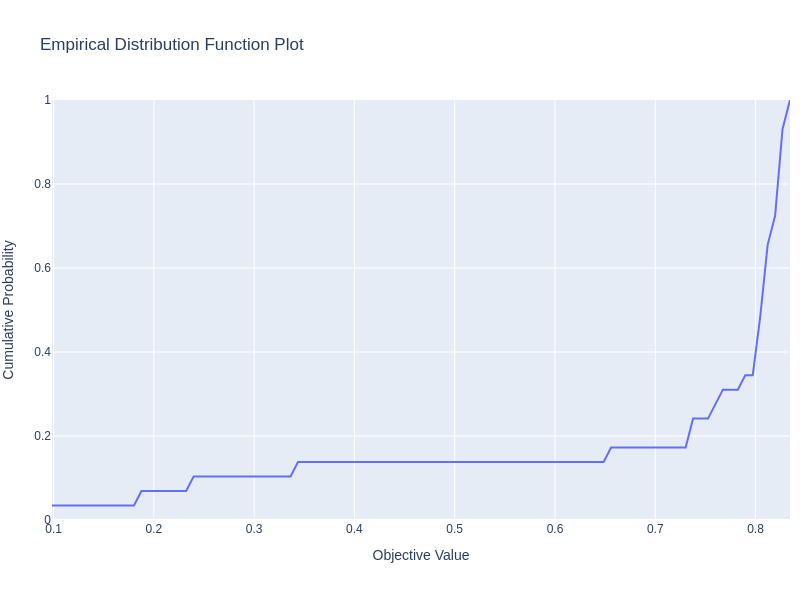 Empirical Distribution Function Plot
1
0.8
0.6
0.4
0.2
0
Cumulative Probability
0.1 0.2 0.3 0.4 0.5 0.6 0.7 0.8
Objective Value